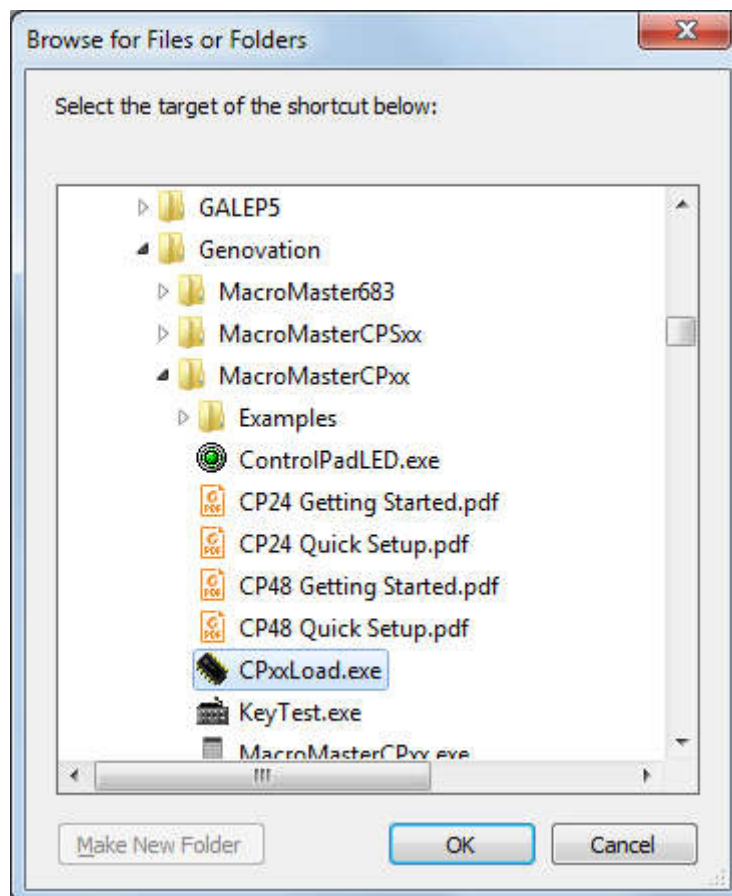 Browse for Files or Folders
Select the target of the shortcut below:
GALEP5
Genovation
MacroMaster683
MacroMasterCPSxx
MacroMasterCPxx
Examples
ControlPadLED.exe
CP24 Getting Started.pdf
CP24 Quick Setup.pdf
CP48 Getting Started.pdf
CP48 Quick Setup.pdf
CPxxLoad.exe
KeyTest.exe
MacroMasterCPxx.exe
Make New Folder
OK
Cancel